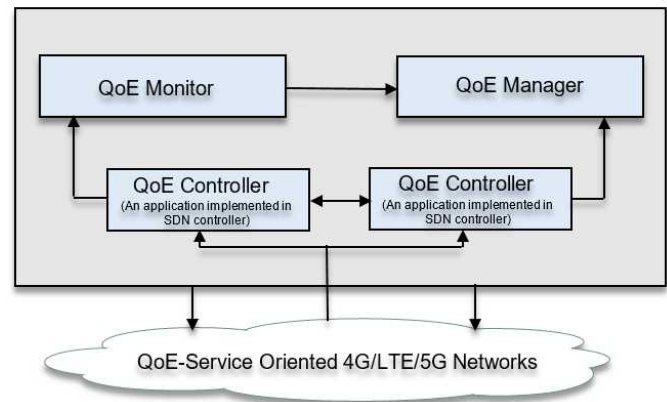 QoE Monitor
QoE Manager
QoE Controller
(An application implemented in
SDN controller)
QoE Controller
(An application implemented in
SDN controller)
QoE-Service Oriented 4G/LTE/5G Networks